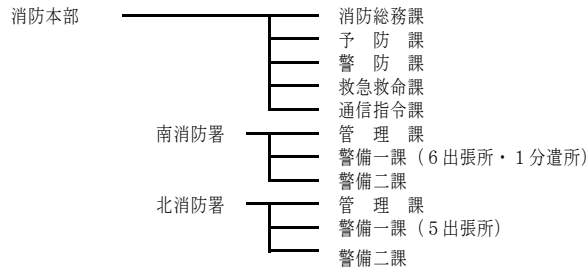 消防本部 消防総務課
予 防 課
警 防 課
救急救命課
通信指令課
南消防署 管 理 課
警備一課（６出張所・１分遣所）
警備二課
北消防署 管 理 課
警備一課（５出張所）
警備二課